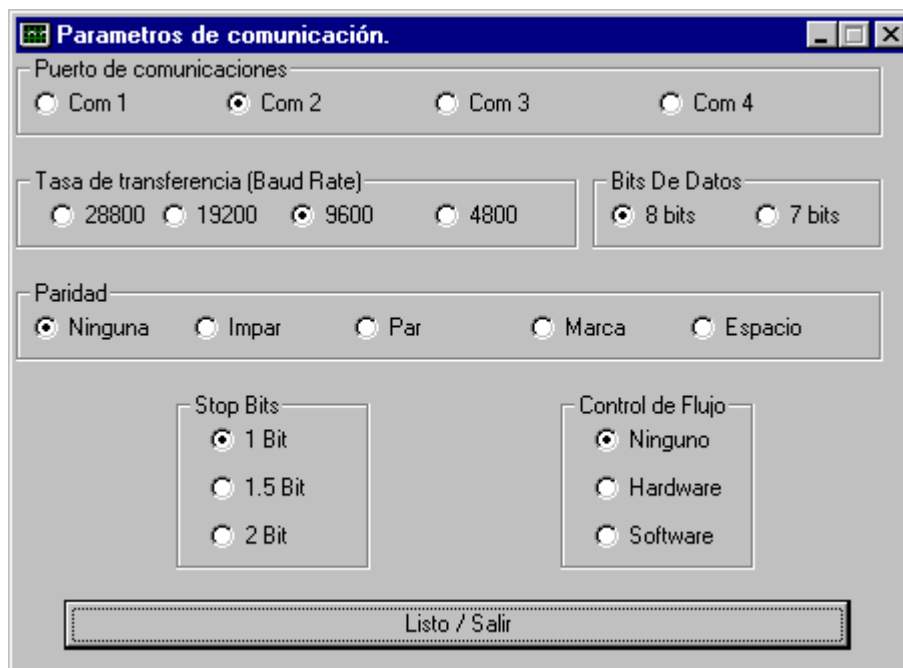 Parametros de comunicación.
Puerto de comunicaciones
Com 1 Com 2 Com 3 Com 4
Tasa de transferencia (Baud Rate) Bits De Datos
28800 19200 9600 4800 8 bits 7 bits
Paridad
Ninguna Impar Par Marca Espacio
Stop Bits Control de Flujo
1 Bit Ninguno
1.5 Bit Hardware
2 Bit Software
Listo / Salir